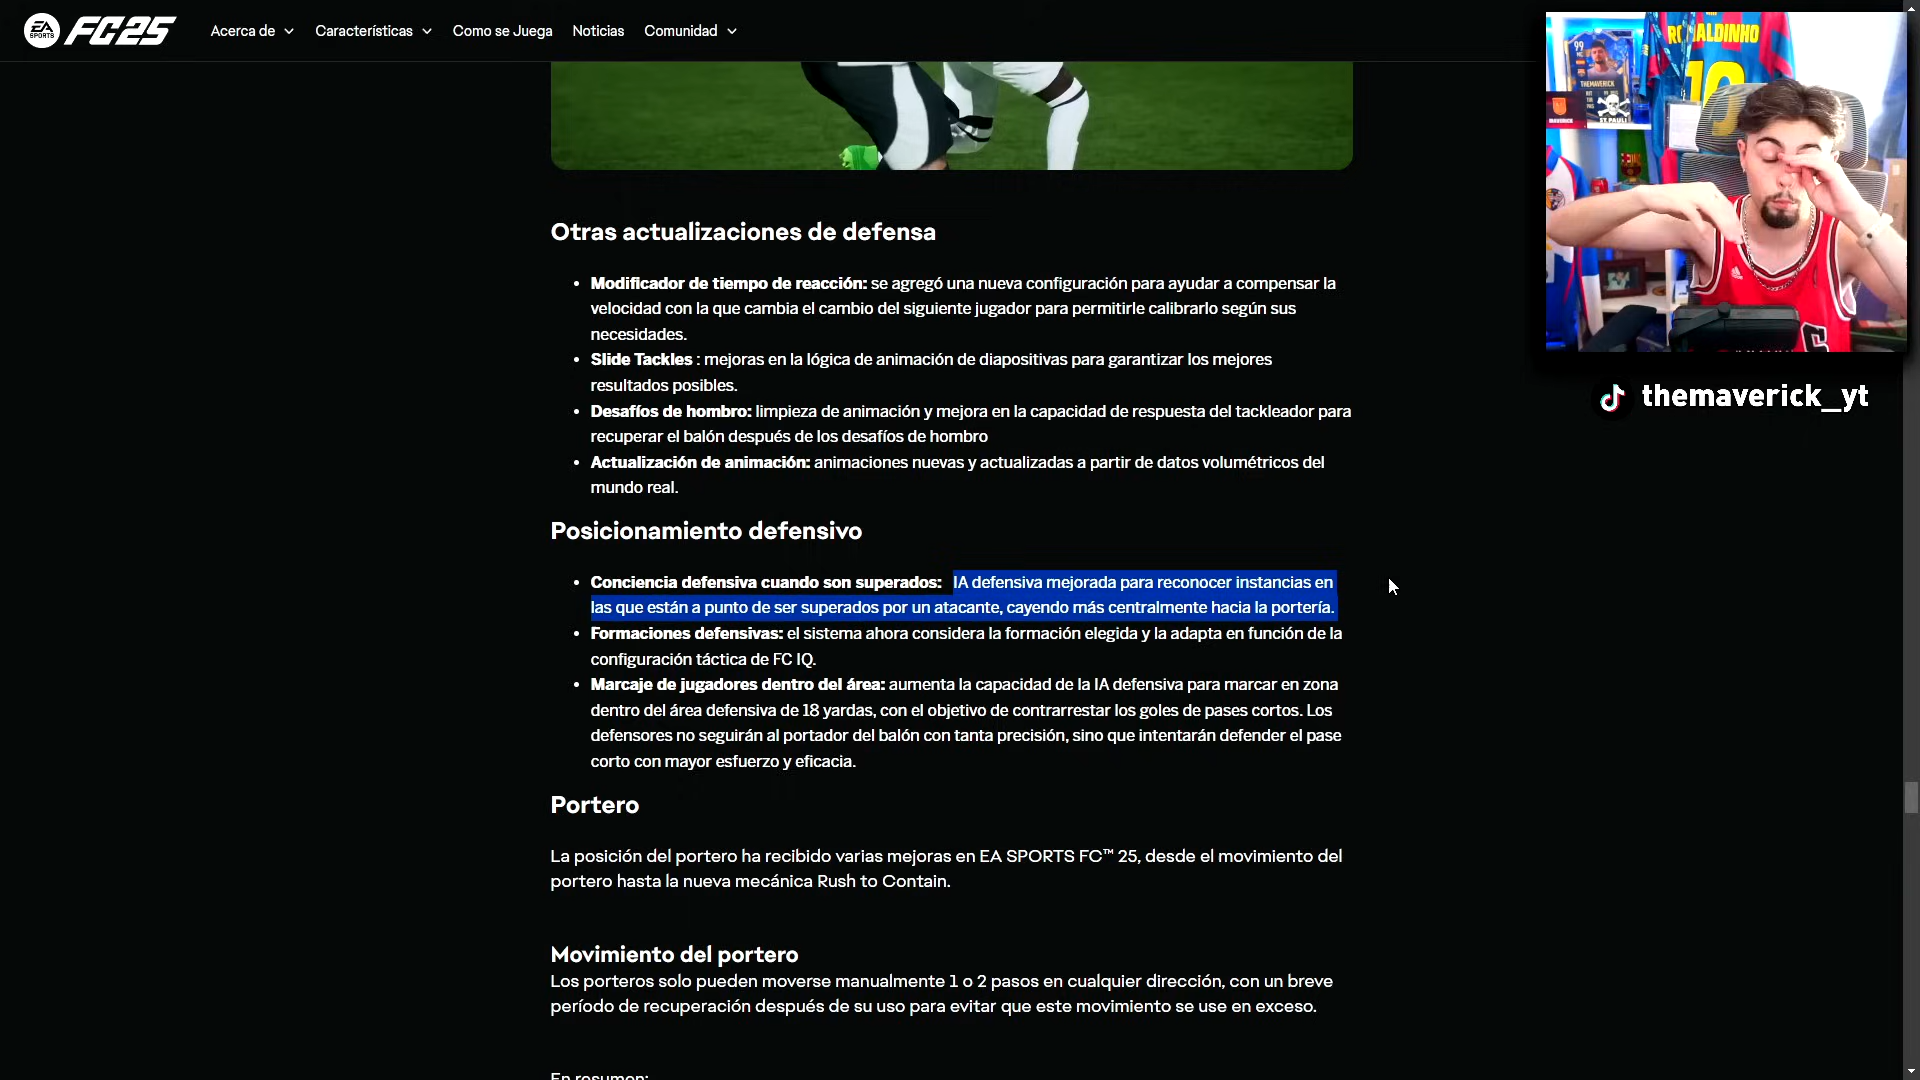 EA SPORTS FC25
Acerca de Características Como se Juega Noticias Comunidad
Otras actualizaciones de defensa
• Modificador de tiempo de reacción: se agregó una nueva configuración para ayudar a compensar la
velocidad con la que cambia el cambio del siguiente jugador para permitirle calibrarlo según sus
necesidades.
• Slide Tackles : mejoras en la lógica de animación de diapositivas para garantizar los mejores
resultados posibles.
• Desafíos de hombro: limpieza de animación y mejora en la capacidad de respuesta del tackleador para
recuperar el balón después de los desafíos de hombro
• Actualización de animación: animaciones nuevas y actualizadas a partir de datos volumétricos del
mundo real.
Posicionamiento defensivo
• Conciencia defensiva cuando son superados: IA defensiva mejorada para reconocer instancias en
las que están a punto de ser superados por un atacante, cayendo más centralmente hacia la portería.
• Formaciones defensivas: el sistema ahora considera la formación elegida y la adapta en función de la
configuración táctica de FC IQ.
• Marcaje de jugadores dentro del área: aumenta la capacidad de la IA defensiva para marcar en zona
dentro del área defensiva de 18 yardas, con el objetivo de contrarrestar los goles de pases cortos. Los
defensores no seguirán al portador del balón con tanta precisión, sino que intentarán defender el pase
corto con mayor esfuerzo y eficacia.
Portero
La posición del portero ha recibido varias mejoras en EA SPORTS FC™ 25, desde el movimiento del
portero hasta la nueva mecánica Rush to Contain.
Movimiento del portero
Los porteros solo pueden moverse manualmente 1 o 2 pasos en cualquier dirección, con un breve
período de recuperación después de su uso para evitar que este movimiento se use en exceso.
En resumen:
99
THEMAVERICK
MAVERICK
ST. PAULI
10
themaverick_yt